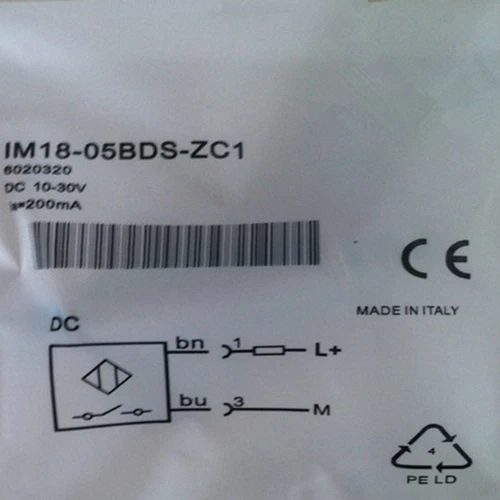 IM18-05BDS-ZC1
6020320
DC 10-30V
Ia=200mA
CE
MADE IN ITALY
DC
bn 1 L+
bu 3 M
4
PE LD